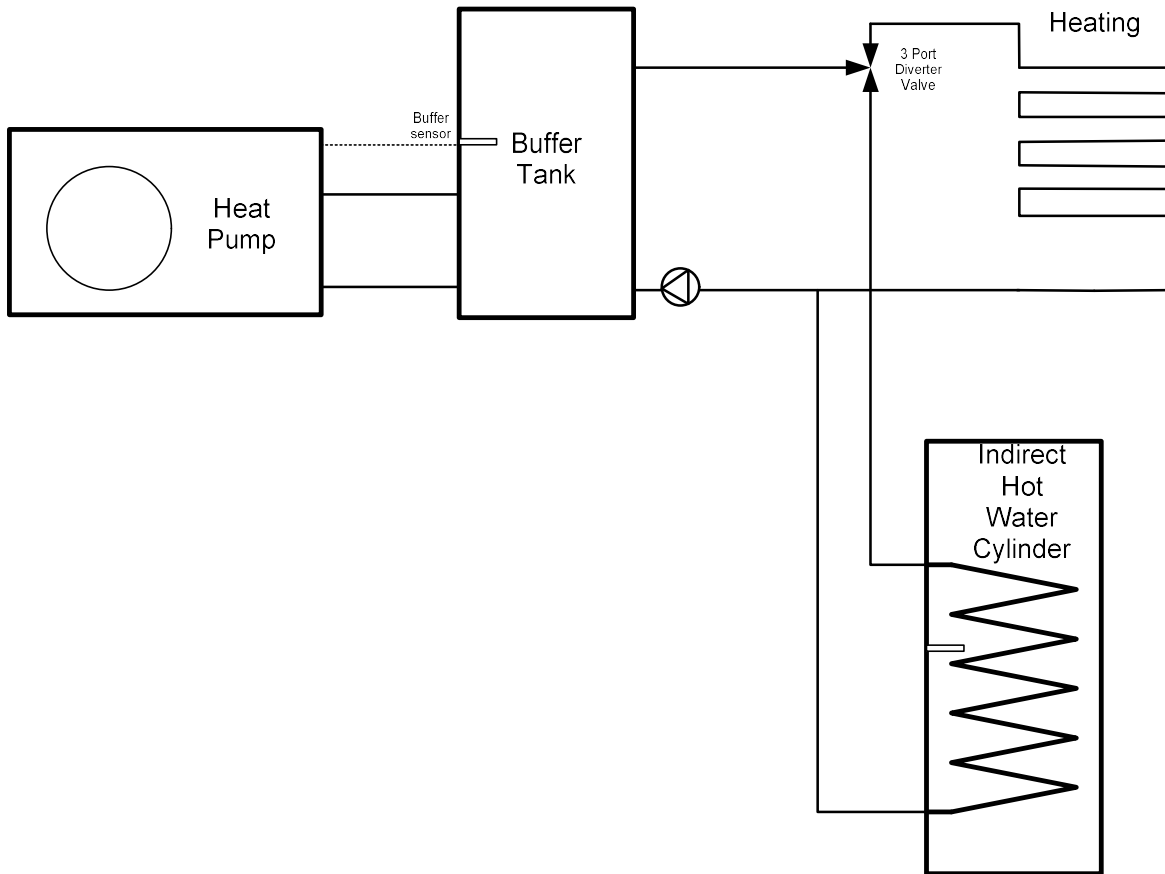 Heating
3 Port
Diverter
Valve
Buffer
sensor
Buffer
Tank
Heat
Pump
Indirect
Hot
Water
Cylinder